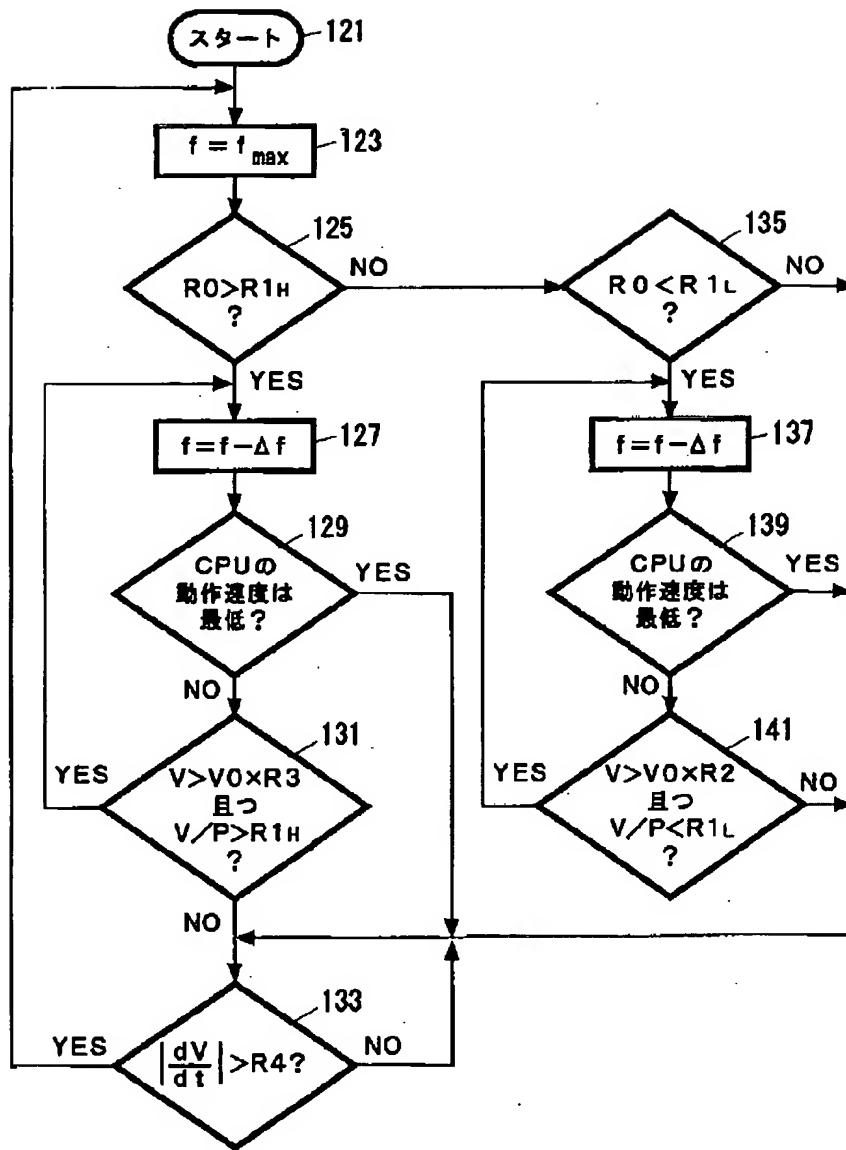 スタート
121
f = f max
123
125
R0>R1H
?
NO
YES
135
R0<R1L
?
NO
YES
f=f-Δf
127
f=f-Δf
137
129
CPUの
動作速度は
最低?
YES
NO
139
CPUの
動作速度は
最低?
YES
NO
131
V>V0×R3
且つ
V/P>R1H
?
YES
NO
141
V>V0×R2
且つ
V/P<R1L
?
YES
NO
133
|dV/dt|>R4?
YES
NO